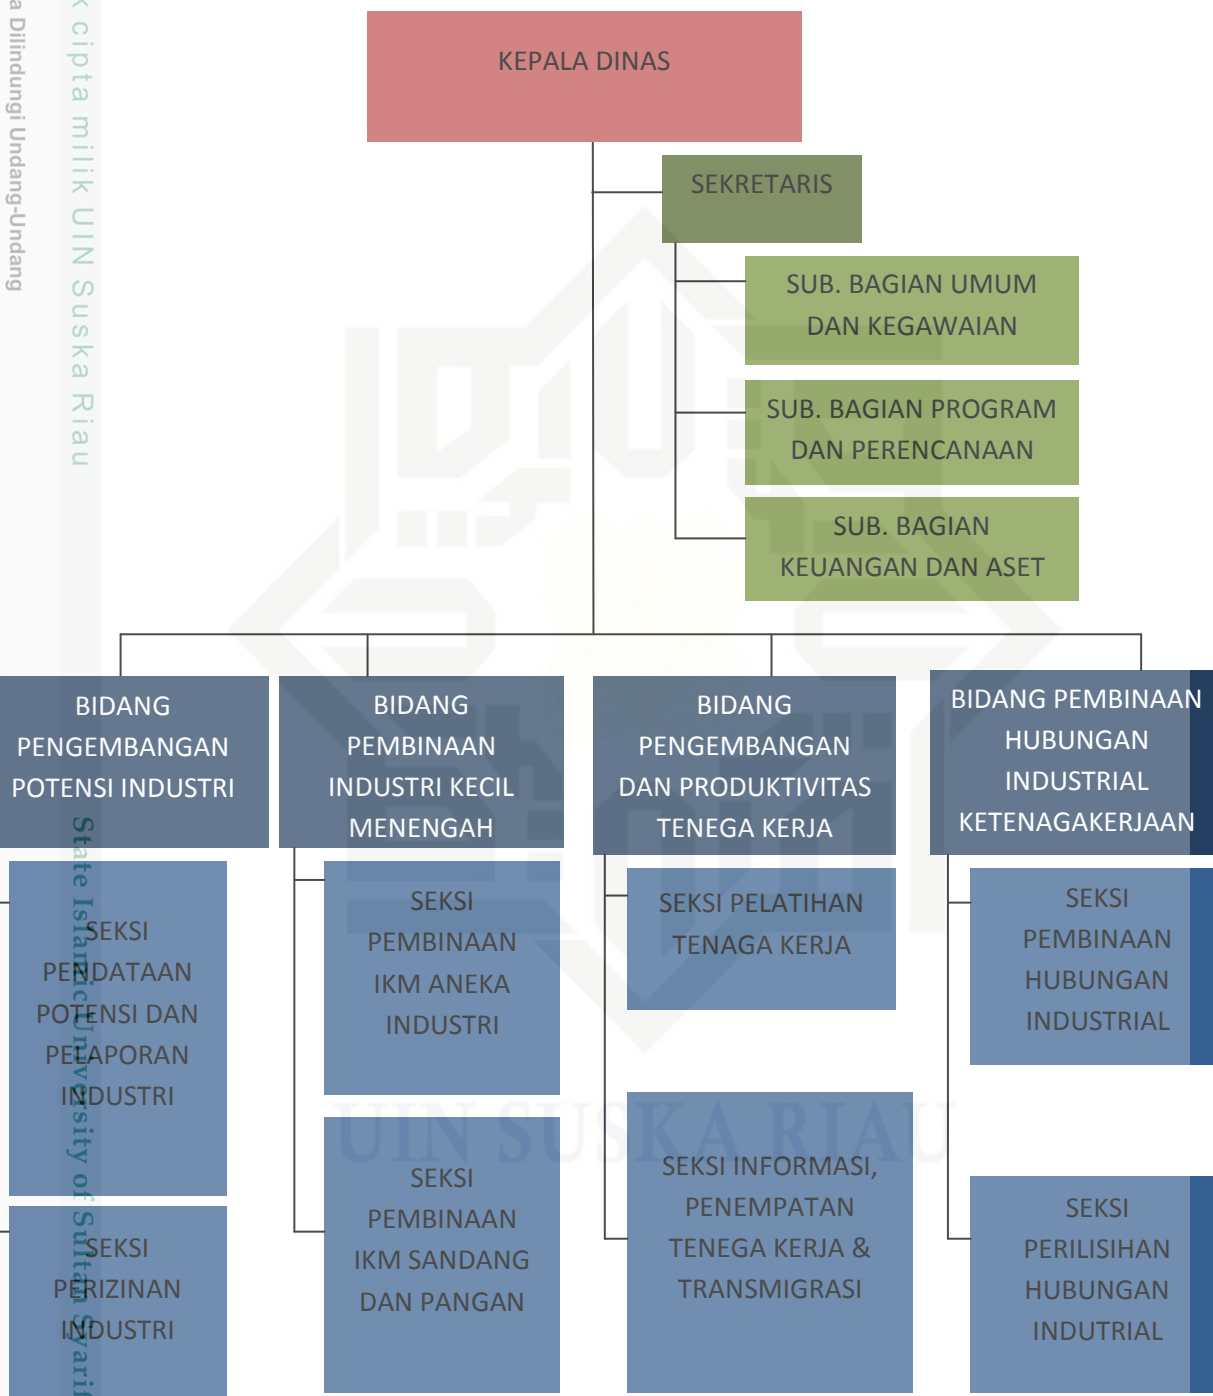 KEPALA DINAS
SEKRETARIS
SUB. BAGIAN UMUM
DAN KEGAWAIAN
SUB. BAGIAN PROGRAM
DAN PERENCANAAN
SUB. BAGIAN
KEUANGAN DAN ASET
BIDANG
PENGEMBANGAN
POTENSI INDUSTRI
BIDANG
PEMBINAAN
INDUSTRI KECIL
MENENGAH
BIDANG
PENGEMBANGAN
DAN PRODUKTIVITAS
TENEGA KERJA
BIDANG PEMBINAAN
HUBUNGAN
INDUSTRIAL
KETENAGAKERJAAN
SEKSI
PENDATAAN
POTENSI DAN
PELAPORAN
INDUSTRI
SEKSI
PERIZINAN
INDUSTRI
SEKSI
PEMBINAAN
IKM ANEKA
INDUSTRI
SEKSI
PEMBINAAN
IKM SANDANG
DAN PANGAN
SEKSI PELATIHAN
TENAGA KERJA
SEKSI INFORMASI,
PENEMPATAN
TENEGA KERJA &
TRANSMIGRASI
SEKSI
PEMBINAAN
HUBUNGAN
INDUSTRIAL
SEKSI
PERILISIHAN
HUBUNGAN
INDUTRIAL
UIN SUSKA RIAU
cipta milik UIN Suska Riau
Dilindungi Undang-Undang
State Islamic University of Sultan Syarif